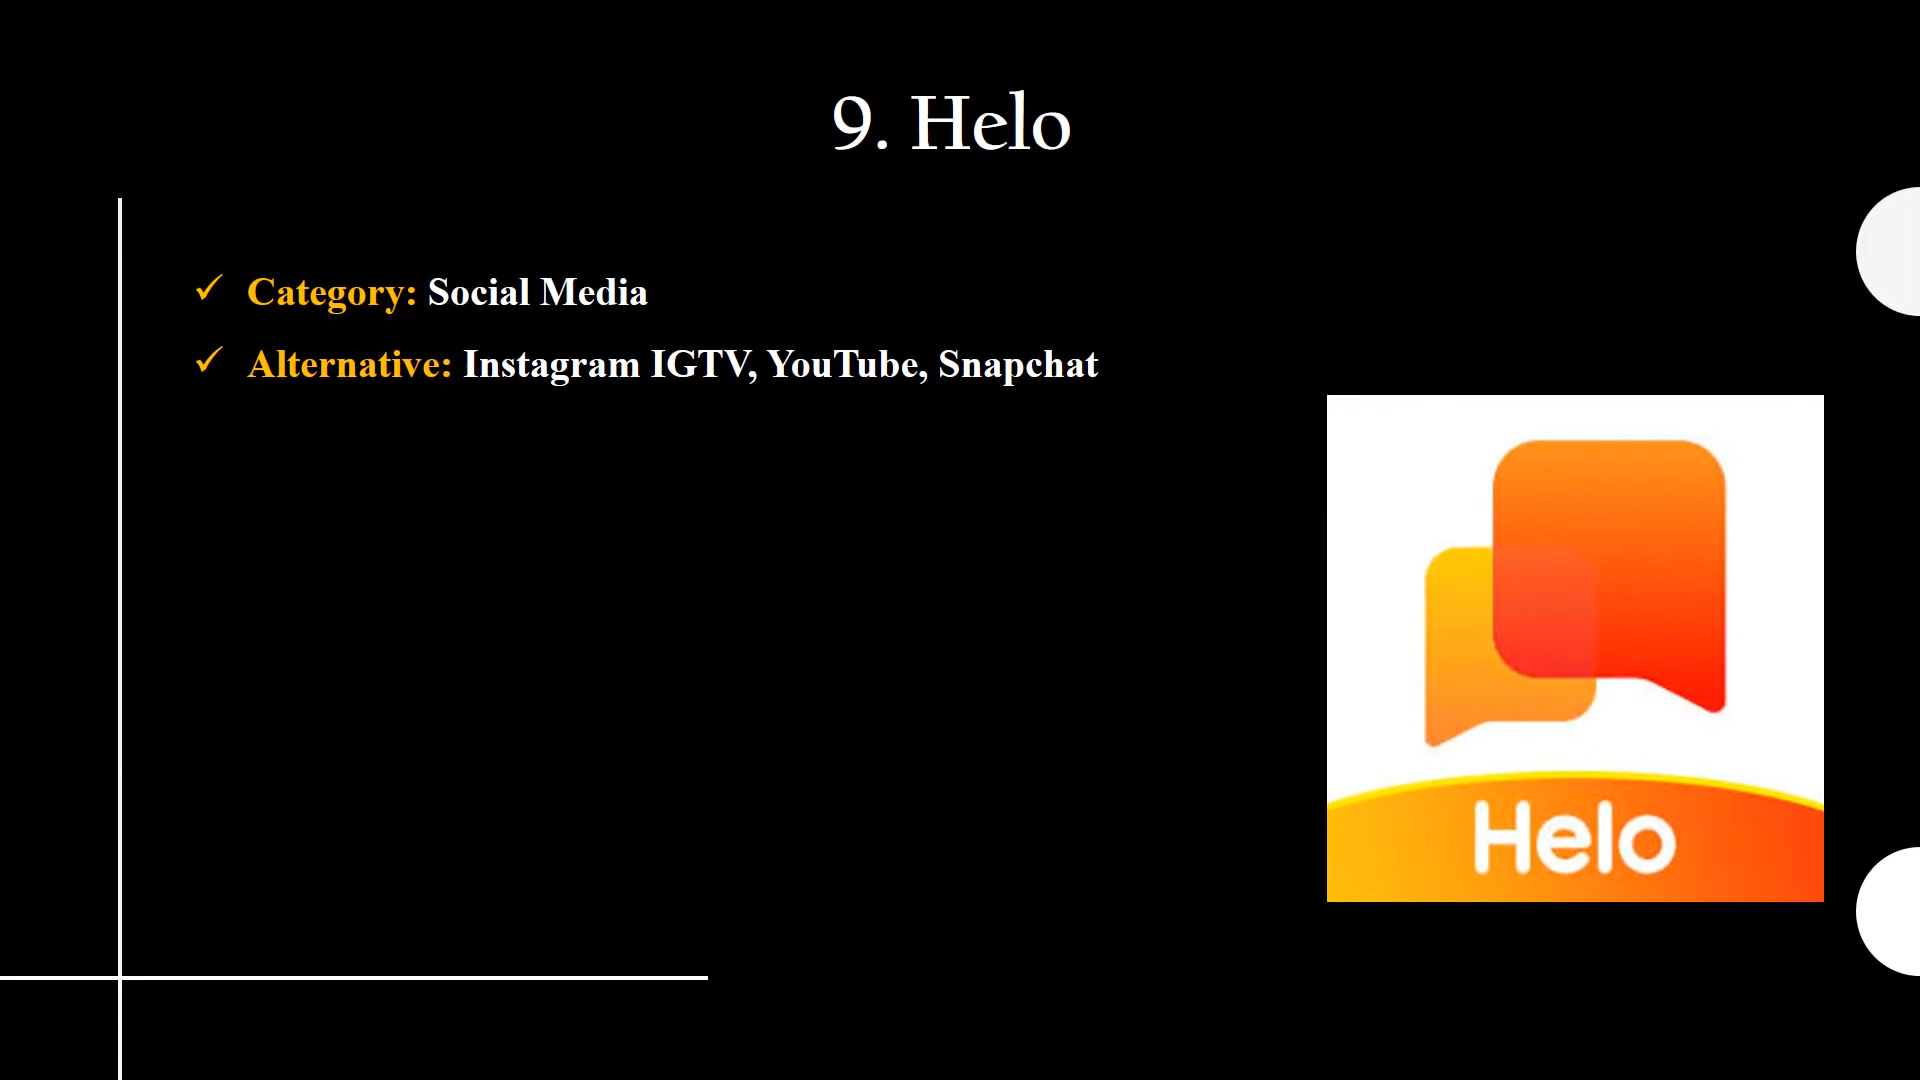 9. Helo
✓ Category: Social Media
✓ Alternative: Instagram IGTV, YouTube, Snapchat
Helo